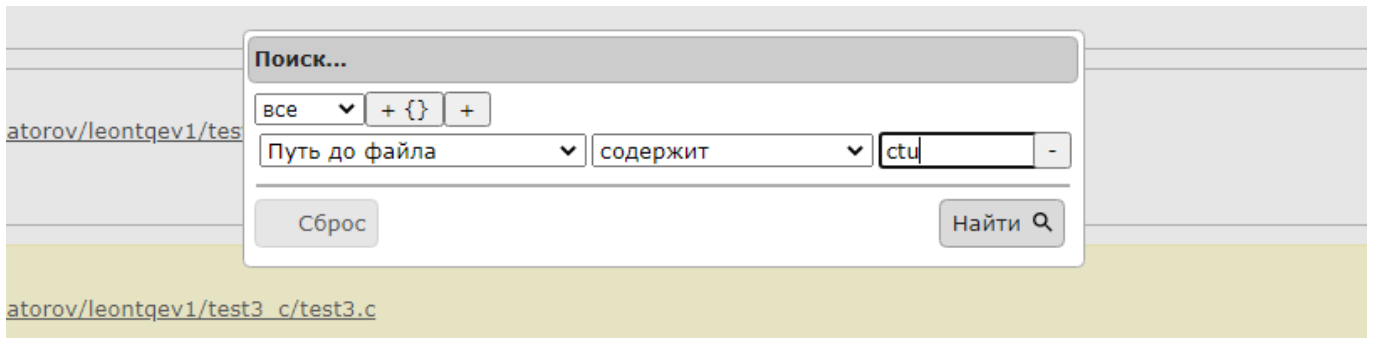 Поиск...
все + {} +
atorov/leontqev1/tes
Путь до файла содержит ctu -
Сброс Найти
atorov/leontqev1/test3_c/test3.c